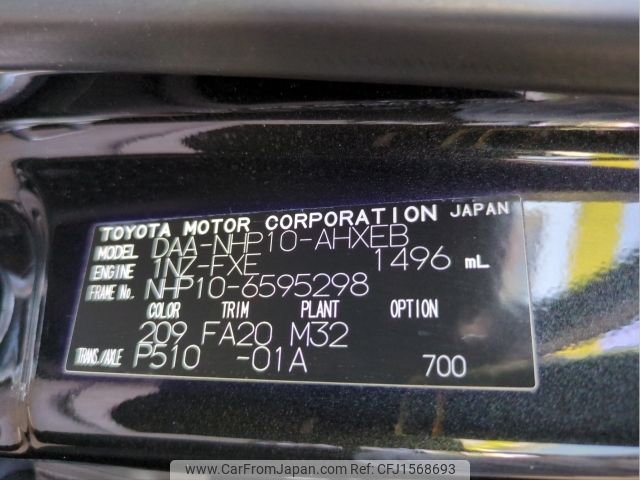 TOYOTA MOTOR CORPORATION JAPAN
MODEL DAA-NHP10-AHXEB
ENGINE 1NZ-FXE 1496 mL
FRAME No. NHP10-6595298
COLOR TRIM PLANT OPTION
209 FA20 M32
TRANS./AXLE P510 -01A 700
www.CarFromJapan.com ID:CFJ1568693